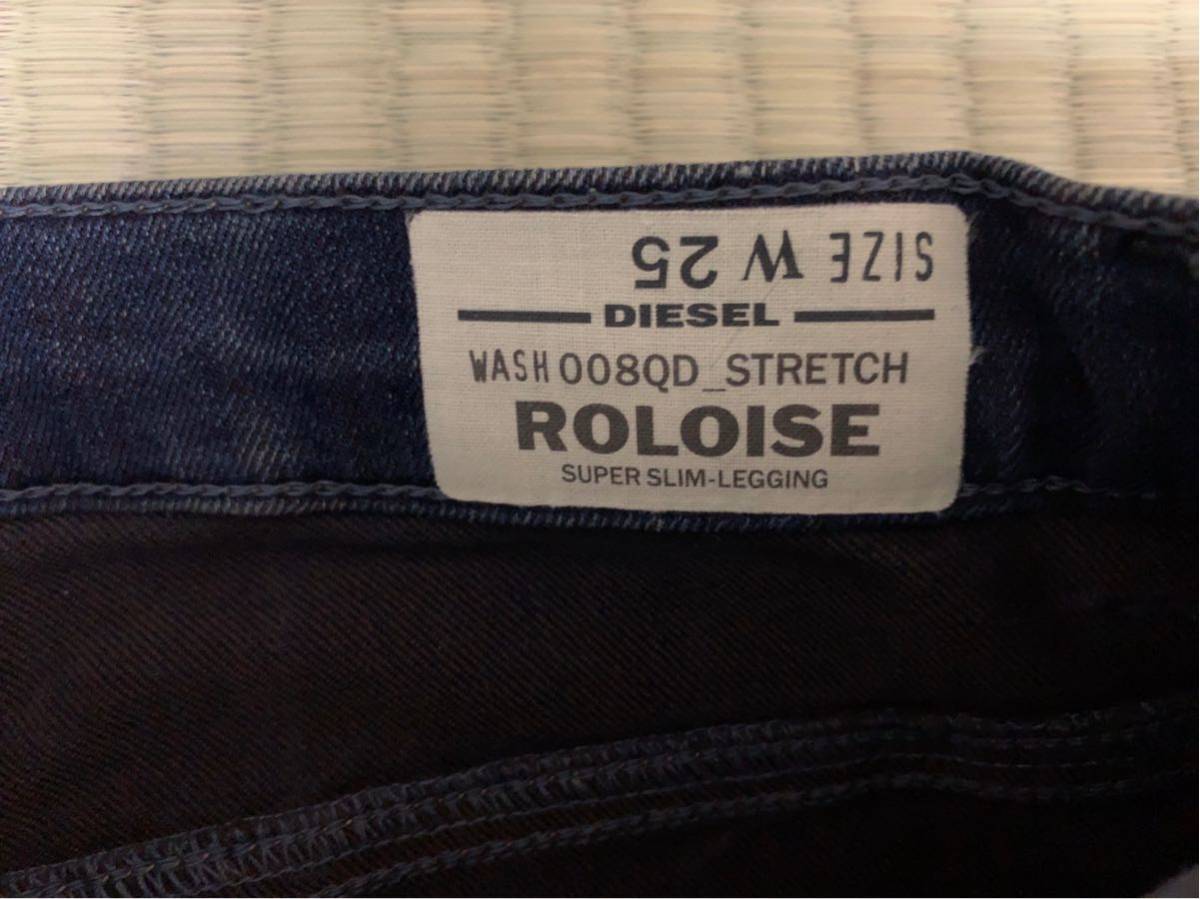 SIZE W 25
DIESEL
WASH 008QD_STRETCH
ROLOISE
SUPER SLIM-LEGGING